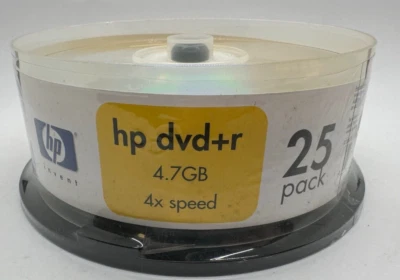 hp
invent
hp dvd+r
4.7GB
4x speed
25
pack